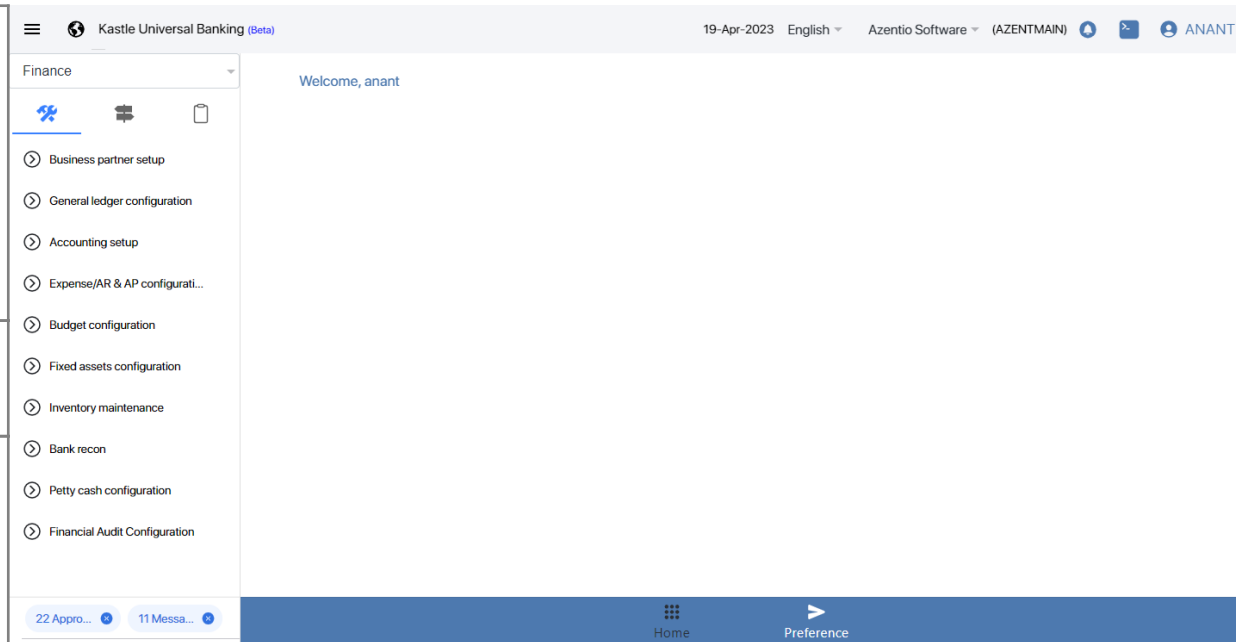 Kastle Universal Banking (Beta)
19-Apr-2023 English Azentio Software (AZENTMAIN) ANANT
Finance
Welcome, anant
Business partner setup
General ledger configuration
Accounting setup
Expense/AR & AP configurati...
Budget configuration
Fixed assets configuration
Inventory maintenance
Bank recon
Petty cash configuration
Financial Audit Configuration
22 Appro... 11 Messa...
Home Preference